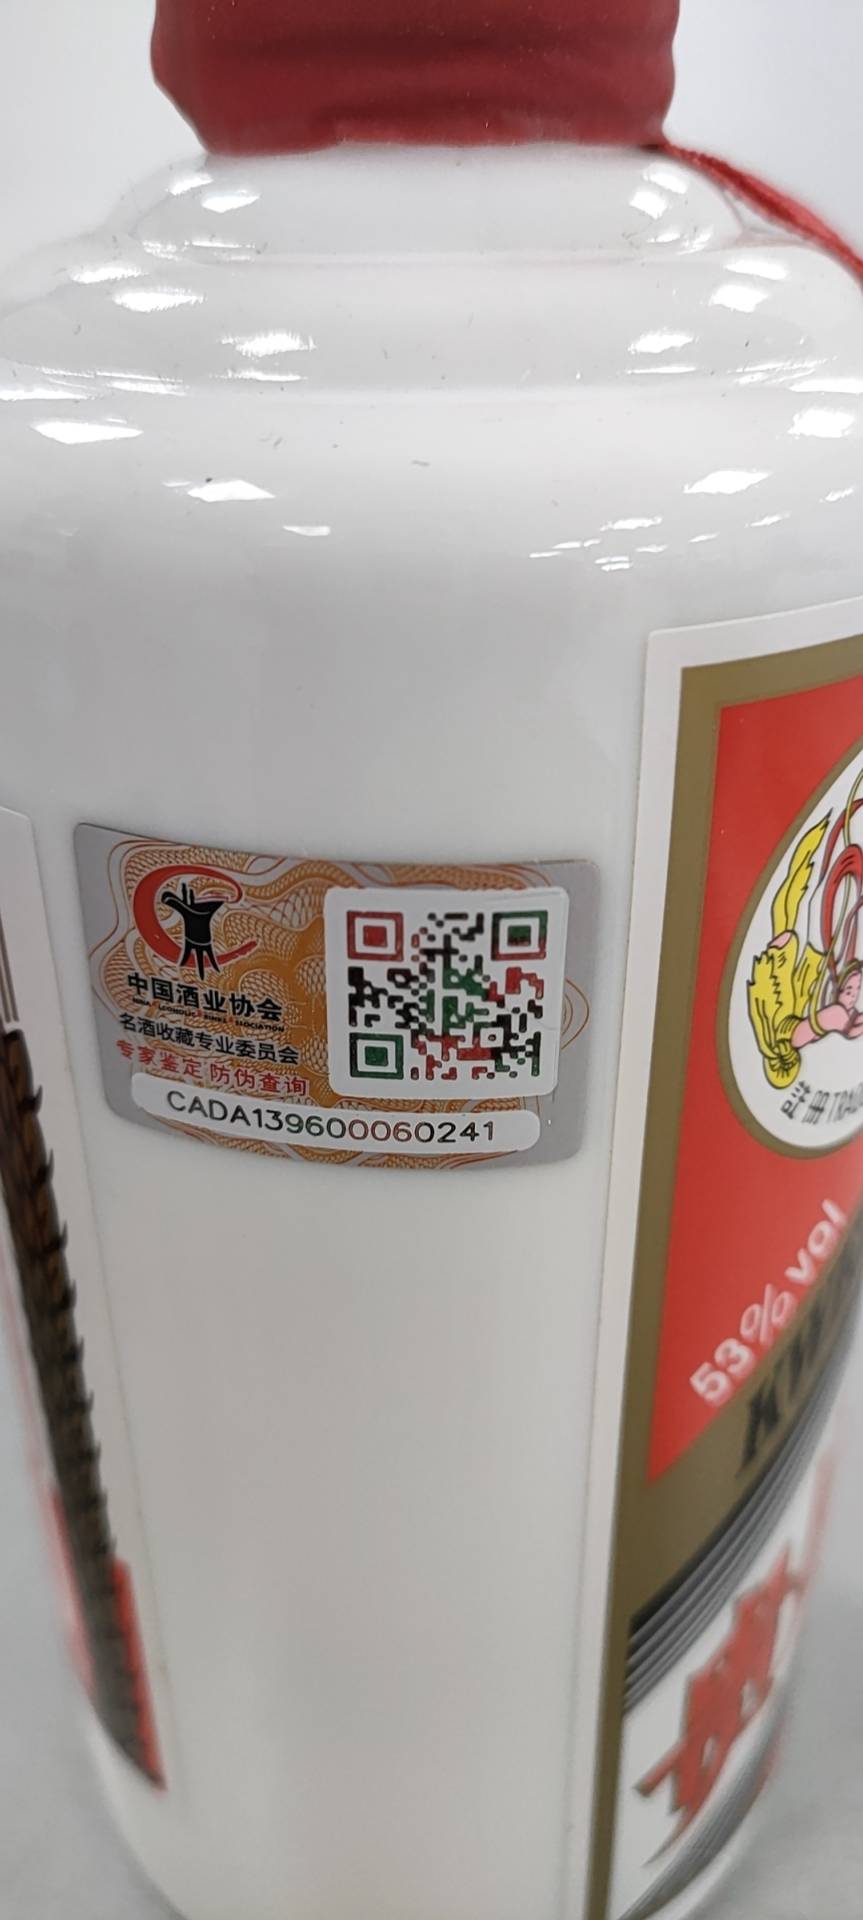 中国酒业协会
名酒收藏专业委员会
专家鉴定 防伪查询
CADA139600060241
53% vol